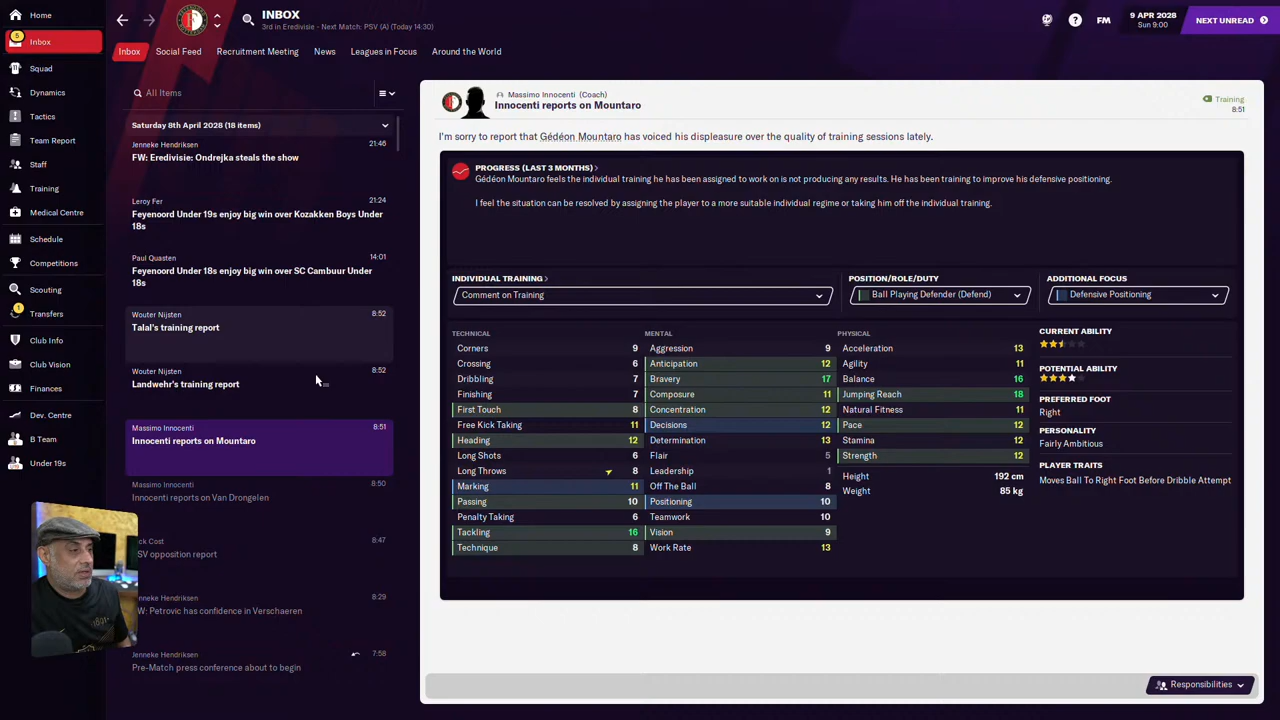 Home
Inbox
5
Squad
Dynamics
Tactics
Team Report
Staff
Training
Medical Centre
Schedule
Competitions
Scouting
1
Transfers
Club Info
Club Vision
Finances
Dev. Centre
B Team
Under 19s
INBOX
3rd in Eredivisie - Next Match: PSV (A) (Today 14:30)
FM
9 APR 2028
Sun 9:00
NEXT UNREAD
Inbox
Social Feed
Recruitment Meeting
News
Leagues in Focus
Around the World
All Items
Saturday 8th April 2028 (18 items)
Jenneke Hendriksen 21:46
FW: Eredivisie: Ondrejka steals the show
Leroy Fer 21:24
Feyenoord Under 19s enjoy big win over Kozakken Boys Under
18s
Paul Quasten 14:01
Feyenoord Under 18s enjoy big win over SC Cambuur Under
18s
Wouter Nijsten 8:52
Talal's training report
Wouter Nijsten 8:52
Landwehr's training report
Massimo Innocenti 8:51
Innocenti reports on Mountaro
Massimo Innocenti 8:50
Innocenti reports on Van Drongelen
ck Cost 8:47
SV opposition report
nneke Hendriksen 8:29
W: Petrovic has confidence in Verschaeren
Jenneke Hendriksen 7:58
Pre-Match press conference about to begin
Massimo Innocenti (Coach)
Innocenti reports on Mountaro
Training
8:51
I'm sorry to report that Gédéon Mountaro has voiced his displeasure over the quality of training sessions lately.
PROGRESS (LAST 3 MONTHS)
Gédéon Mountaro feels the individual training he has been assigned to work on is not producing any results. He has been training to improve his defensive positioning.
I feel the situation can be resolved by assigning the player to a more suitable individual regime or taking him off the individual training.
INDIVIDUAL TRAINING
Comment on Training
POSITION/ROLE/DUTY
Ball Playing Defender (Defend)
ADDITIONAL FOCUS
Defensive Positioning
TECHNICAL
Corners 9
Crossing 6
Dribbling 7
Finishing 7
First Touch 8
Free Kick Taking 11
Heading 12
Long Shots 6
Long Throws 8
Marking 11
Passing 10
Penalty Taking 6
Tackling 16
Technique 8
MENTAL
Aggression 9
Anticipation 12
Bravery 17
Composure 11
Concentration 12
Decisions 12
Determination 13
Flair 5
Leadership 1
Off The Ball 8
Positioning 10
Teamwork 10
Vision 9
Work Rate 13
PHYSICAL
Acceleration 13
Agility 11
Balance 16
Jumping Reach 18
Natural Fitness 11
Pace 12
Stamina 12
Strength 12
Height 192 cm
Weight 85 kg
CURRENT ABILITY
POTENTIAL ABILITY
PREFERRED FOOT
Right
PERSONALITY
Fairly Ambitious
PLAYER TRAITS
Moves Ball To Right Foot Before Dribble Attempt
Responsibilities